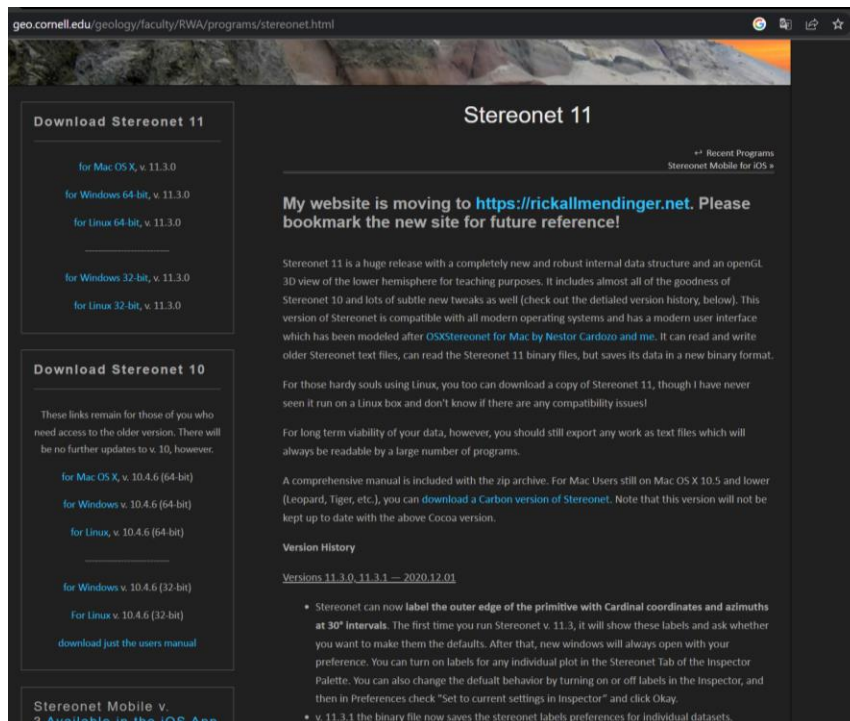 geo.cornell.edu/geology/faculty/RWA/programs/stereonet.html
Download Stereonet 11
for Mac OS X, v. 11.3.0
for Windows 64-bit, v. 11.3.0
for Linux 64-bit, v. 11.3.0
for Windows 32-bit, v. 11.3.0
for Linux 32-bit, v. 11.3.0
Download Stereonet 10
These links remain for those of you who
need access to the older version. There will
be no further updates to v. 10, however.
for Mac OS X, v. 10.4.6 (64-bit)
for Windows v. 10.4.6 (64-bit)
for Linux, v. 10.4.6 (64-bit)
for Windows v. 10.4.6 (32-bit)
For Linux v. 10.4.6 (32-bit)
download just the users manual
Stereonet Mobile v.
3 Available in the iOS App
Stereonet 11
↩ Recent Programs
Stereonet Mobile for iOS »
My website is moving to https://rickallmendinger.net. Please
bookmark the new site for future reference!
Stereonet 11 is a huge release with a completely new and robust internal data structure and an openGL
3D view of the lower hemisphere for teaching purposes. It includes almost all of the goodness of
Stereonet 10 and lots of subtle new tweaks as well (check out the detialed version history, below). This
version of Stereonet is compatible with all modern operating systems and has a modern user interface
which has been modeled after OSXStereonet for Mac by Nestor Cardozo and me. It can read and write
older Stereonet text files, can read the Stereonet 11 binary files, but saves its data in a new binary format.
For those hardy souls using Linux, you too can download a copy of Stereonet 11, though I have never
seen it run on a Linux box and don't know if there are any compatibility issues!
For long term viability of your data, however, you should still export any work as text files which will
always be readable by a large number of programs.
A comprehensive manual is included with the zip archive. For Mac Users still on Mac OS X 10.5 and lower
(Leopard, Tiger, etc.), you can download a Carbon version of Stereonet. Note that this version will not be
kept up to date with the above Cocoa version.
Version History
Versions 11.3.0, 11.3.1 — 2020.12.01
• Stereonet can now label the outer edge of the primitive with Cardinal coordinates and azimuths
at 30° intervals. The first time you run Stereonet v. 11.3, it will show these labels and ask whether
you want to make them the defaults. After that, new windows will always open with your
preference. You can turn on labels for any individual plot in the Stereonet Tab of the Inspector
Palette. You can also change the defualt behavior by turning on or off labels in the Inspector, and
then in Preferences check "Set to current settings in Inspector" and click Okay.
• v. 11.3.1 the binary file now saves the stereonet labels preferences for individual datasets.